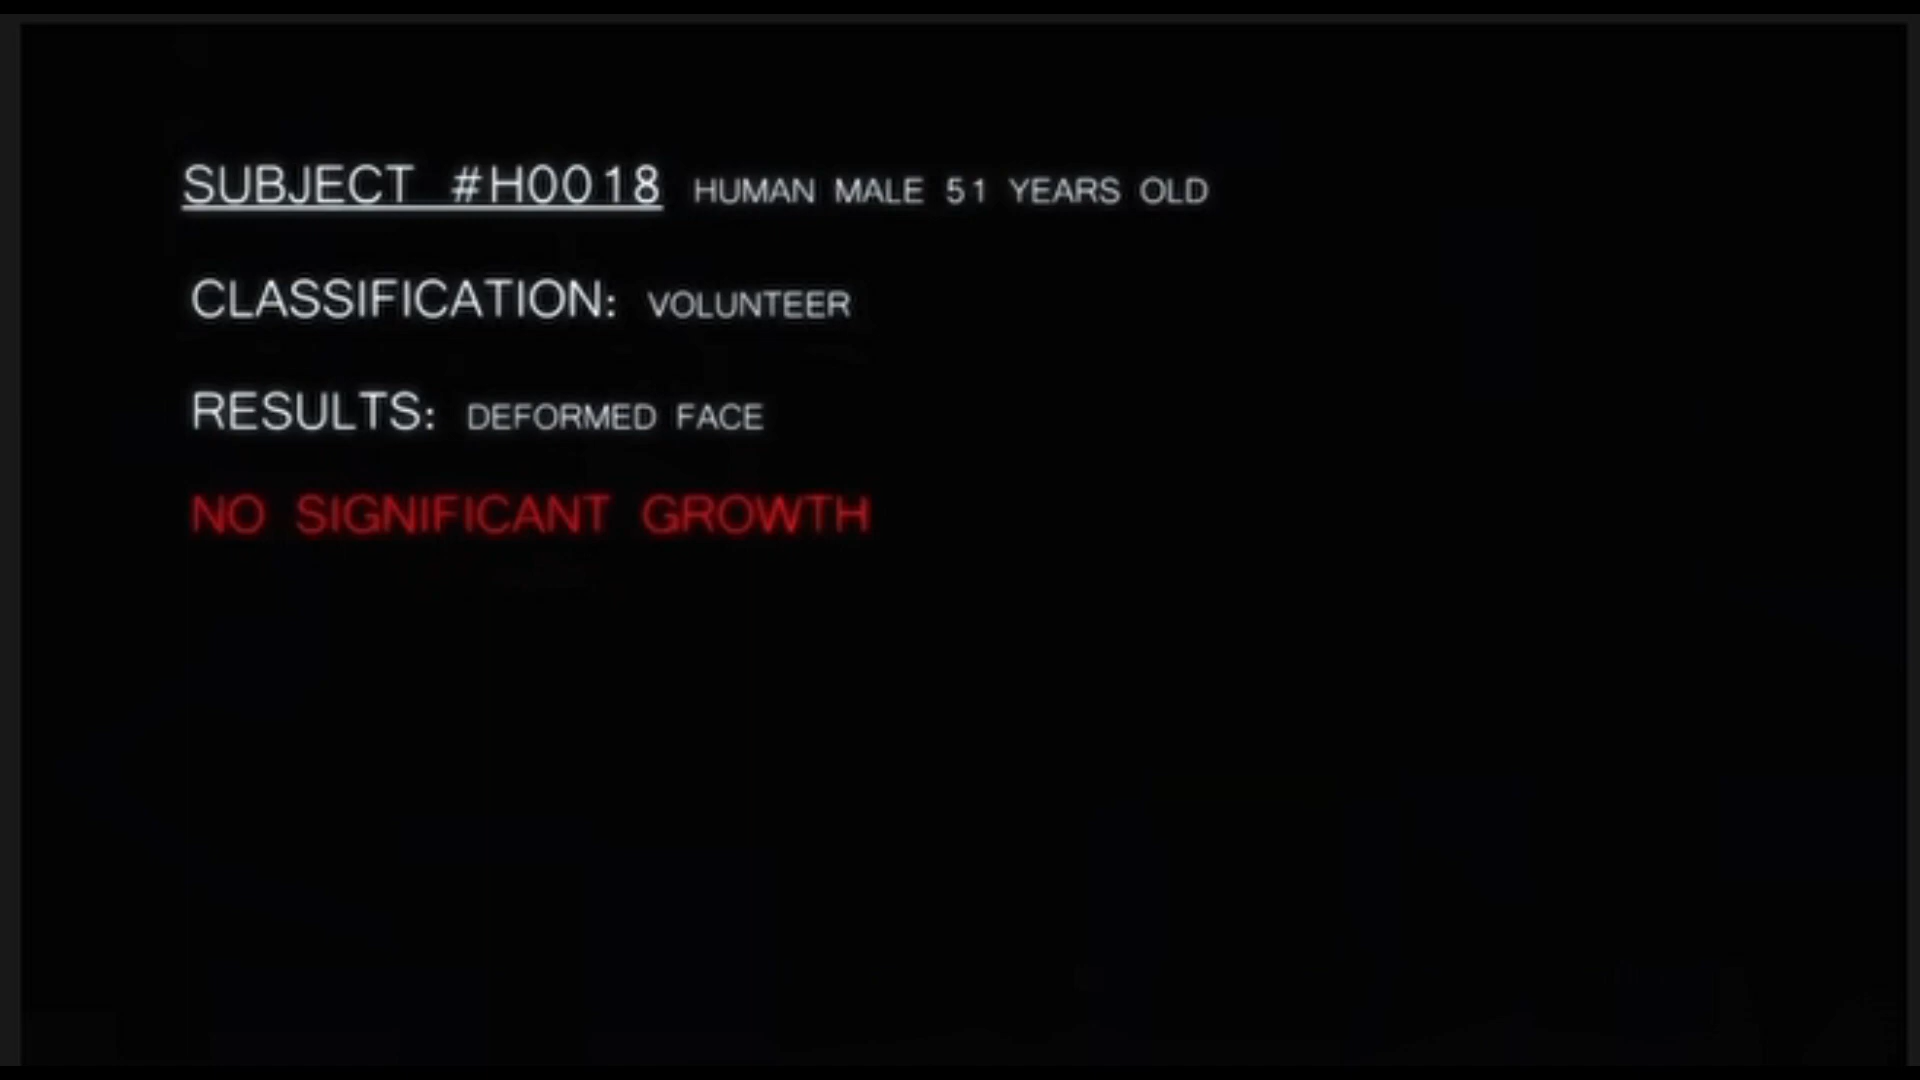 SUBJECT #H0018 HUMAN MALE 51 YEARS OLD
CLASSIFICATION: VOLUNTEER
RESULTS: DEFORMED FACE
NO SIGNIFICANT GROWTH